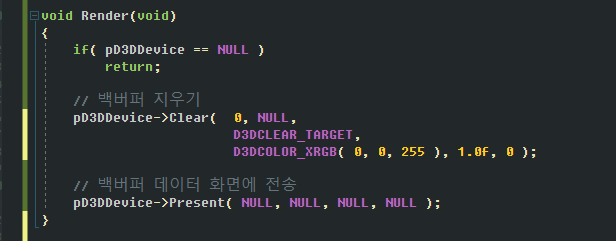 void Render(void)
{
if( pD3DDevice == NULL )
return;
// 백버퍼 지우기
pD3DDevice->Clear( 0, NULL,
D3DCLEAR_TARGET,
D3DCOLOR_XRGB( 0, 0, 255 ), 1.0f, 0 );
// 백버퍼 데이터 화면에 전송
pD3DDevice->Present( NULL, NULL, NULL, NULL );
}